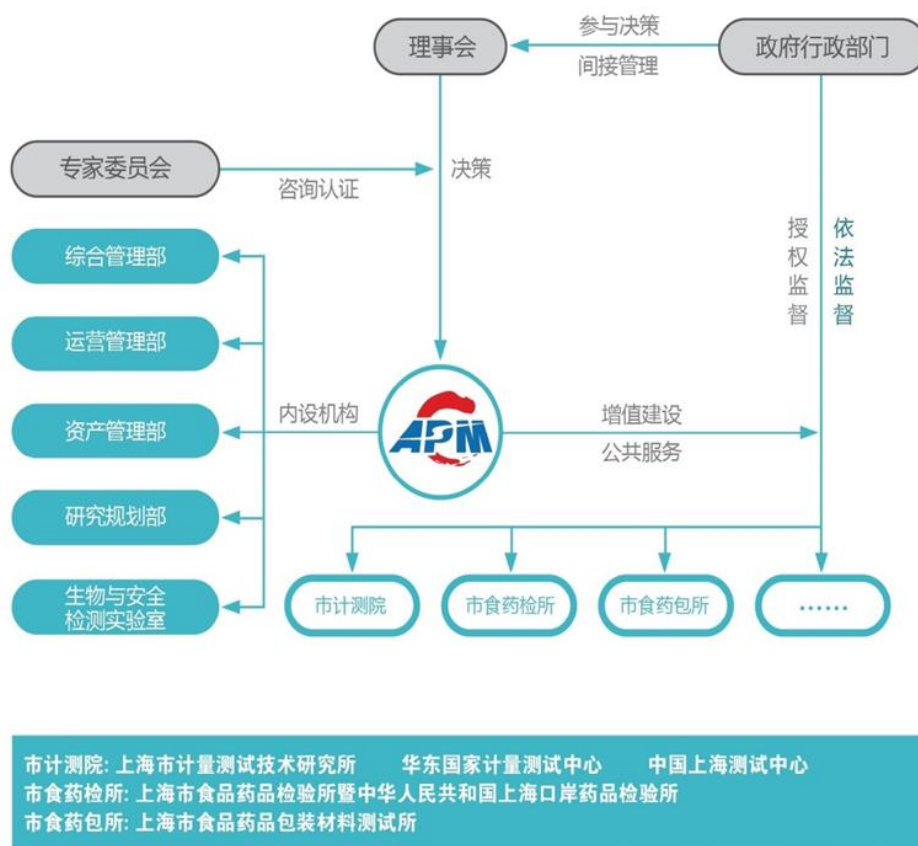 参与决策
理事会
政府行政部门
间接管理
专家委员会
咨询认证
决策
授权监督
依法监督
综合管理部
运营管理部
内设机构
资产管理部
APM
增值建设
公共服务
研究规划部
生物与安全
检测实验室
市计测院
市食药检所
市食药包所
......
市计测院: 上海市计量测试技术研究所 华东国家计量测试中心 中国上海测试中心
市食药检所: 上海市食品药品检验所暨中华人民共和国上海口岸药品检验所
市食药包所: 上海市食品药品包装材料测试所